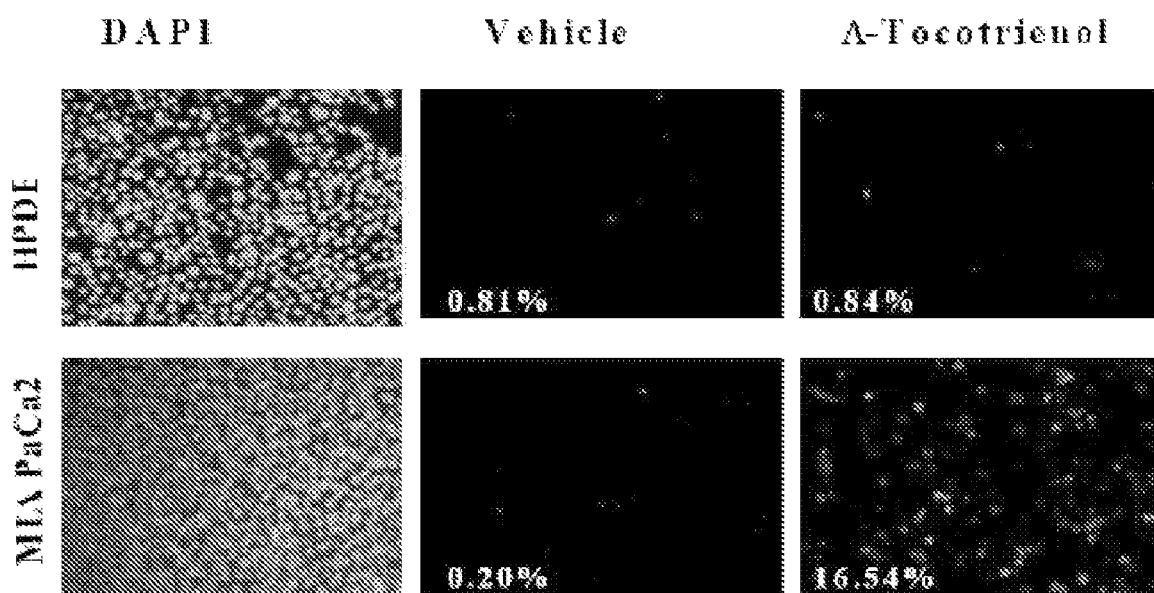 DAPI Vehicle Δ-Tocotrienol
HPDE
0.81% 0.84%
MIA PaCa2
0.20% 16.54%